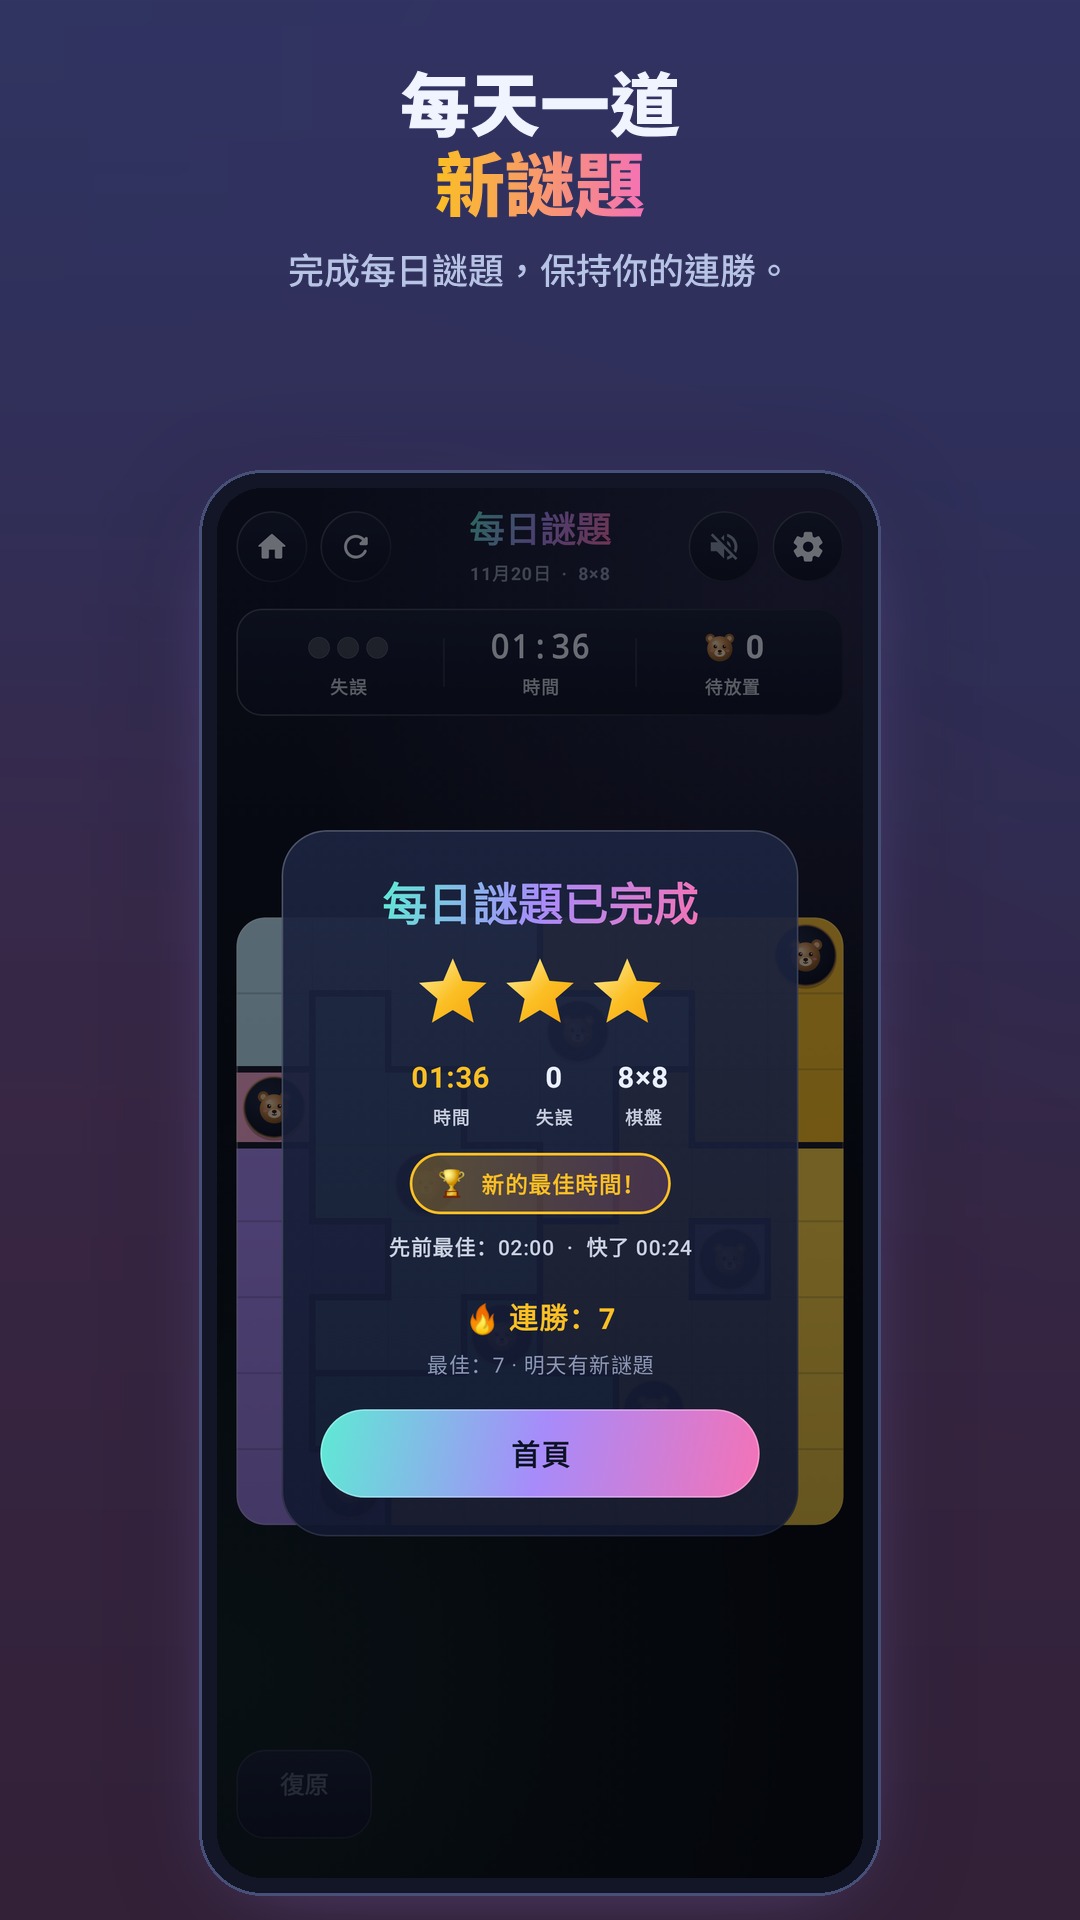 每天一道
新謎題
完成每日謎題，保持你的連勝。
每日謎題
11月20日 · 8×8
01:36
0
失誤
時間
待放置
每日謎題已完成
01:36
0
8×8
時間
失誤
棋盤
新的最佳時間！
先前最佳：02:00 · 快了 00:24
連勝：7
最佳：7 · 明天有新謎題
首頁
復原